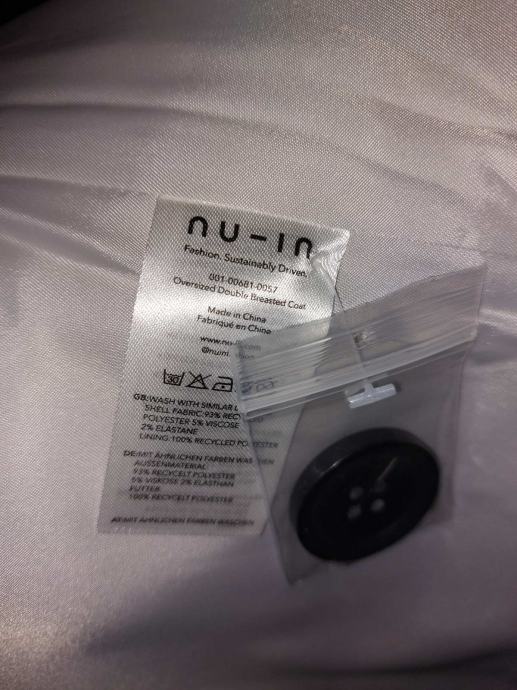 nu-in
Fashion. Sustainably Driven.
001-00681-0057
Oversized Double Breasted Coat
Made in China
Fabriqué en Chine
30
GB:WASH WITH SIMILAR
SHELL FABRIC:93%
POLYESTER 5% VISCOSE
2% ELASTANE
LINING:100% RECYCLED POLYESTER
DE:MIT ÄHNLICHEN FARBEN WASCHEN
AUSSENMATERIAL:
93% RECYCELT POLYESTER
5% VISKOSE 2% ELASTHAN
FUTTER:
100% RECYCELT POLYESTER
AT:MIT ÄHNLICHEN FARBEN WASCHEN